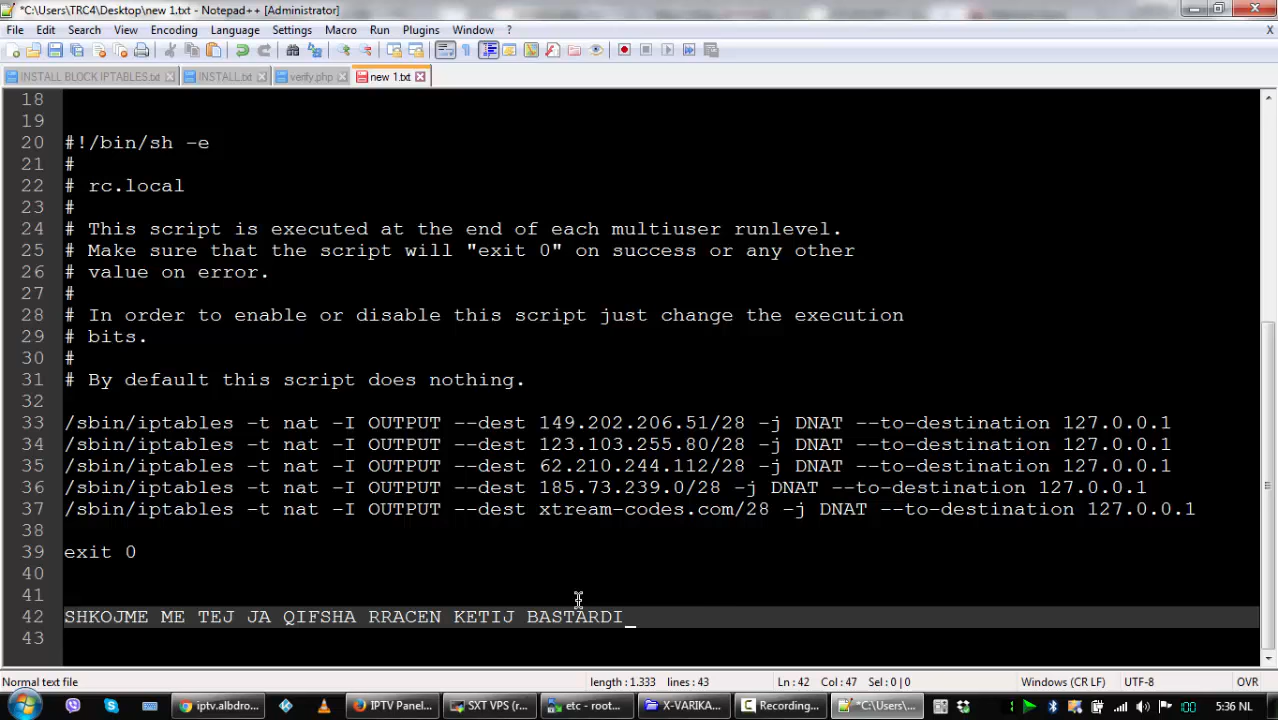 *C:\Users\TRC4\Desktop\new 1.txt - Notepad++ [Administrator]
File Edit Search View Encoding Language Settings Macro Run Plugins Window ? X
INSTALL BLOCK IPTABLES.txt INSTALL.txt verify.php new 1.txt
18
19
20 #!/bin/sh -e
21 #
22 # rc.local
23 #
24 # This script is executed at the end of each multiuser runlevel.
25 # Make sure that the script will "exit 0" on success or any other
26 # value on error.
27 #
28 # In order to enable or disable this script just change the execution
29 # bits.
30 #
31 # By default this script does nothing.
32
33 /sbin/iptables -t nat -I OUTPUT --dest 149.202.206.51/28 -j DNAT --to-destination 127.0.0.1
34 /sbin/iptables -t nat -I OUTPUT --dest 123.103.255.80/28 -j DNAT --to-destination 127.0.0.1
35 /sbin/iptables -t nat -I OUTPUT --dest 62.210.244.112/28 -j DNAT --to-destination 127.0.0.1
36 /sbin/iptables -t nat -I OUTPUT --dest 185.73.239.0/28 -j DNAT --to-destination 127.0.0.1
37 /sbin/iptables -t nat -I OUTPUT --dest xtream-codes.com/28 -j DNAT --to-destination 127.0.0.1
38
39 exit 0
40
41
42 SHKOJME ME TEJ JA QIFSHA RRACEN KETIJ BASTARDI
43
Normal text file length : 1.333 lines : 43 Ln : 42 Col : 47 Sel : 0 | 0 Windows (CR LF) UTF-8 OVR
iptv.albdro... IPTV Panel... SXT VPS (r... etc - root... X-VARIKA... Recording... *C:\Users\... 5:36 NL